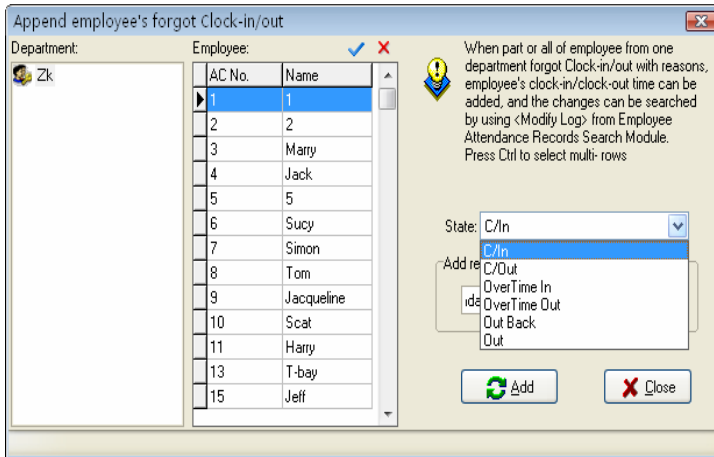 Append employee's forgot Clock-in/out
Department:
Zk
Employee:
AC No. Name
1 1
2 2
3 Marry
4 Jack
5 5
6 Sucy
7 Simon
8 Tom
9 Jacqueline
10 Scat
11 Harry
13 T-bay
15 Jeff
When part or all of employee from one
department forgot Clock-in/out with reasons,
employee's clock-in/clock-out time can be
added, and the changes can be searched
by using <Modify Log> from Employee
Attendance Records Search Module.
Press Ctrl to select multi- rows
State: C/In
C/In
Add re
C/Out
OverTime In
OverTime Out
Out Back
Out
Add
Close